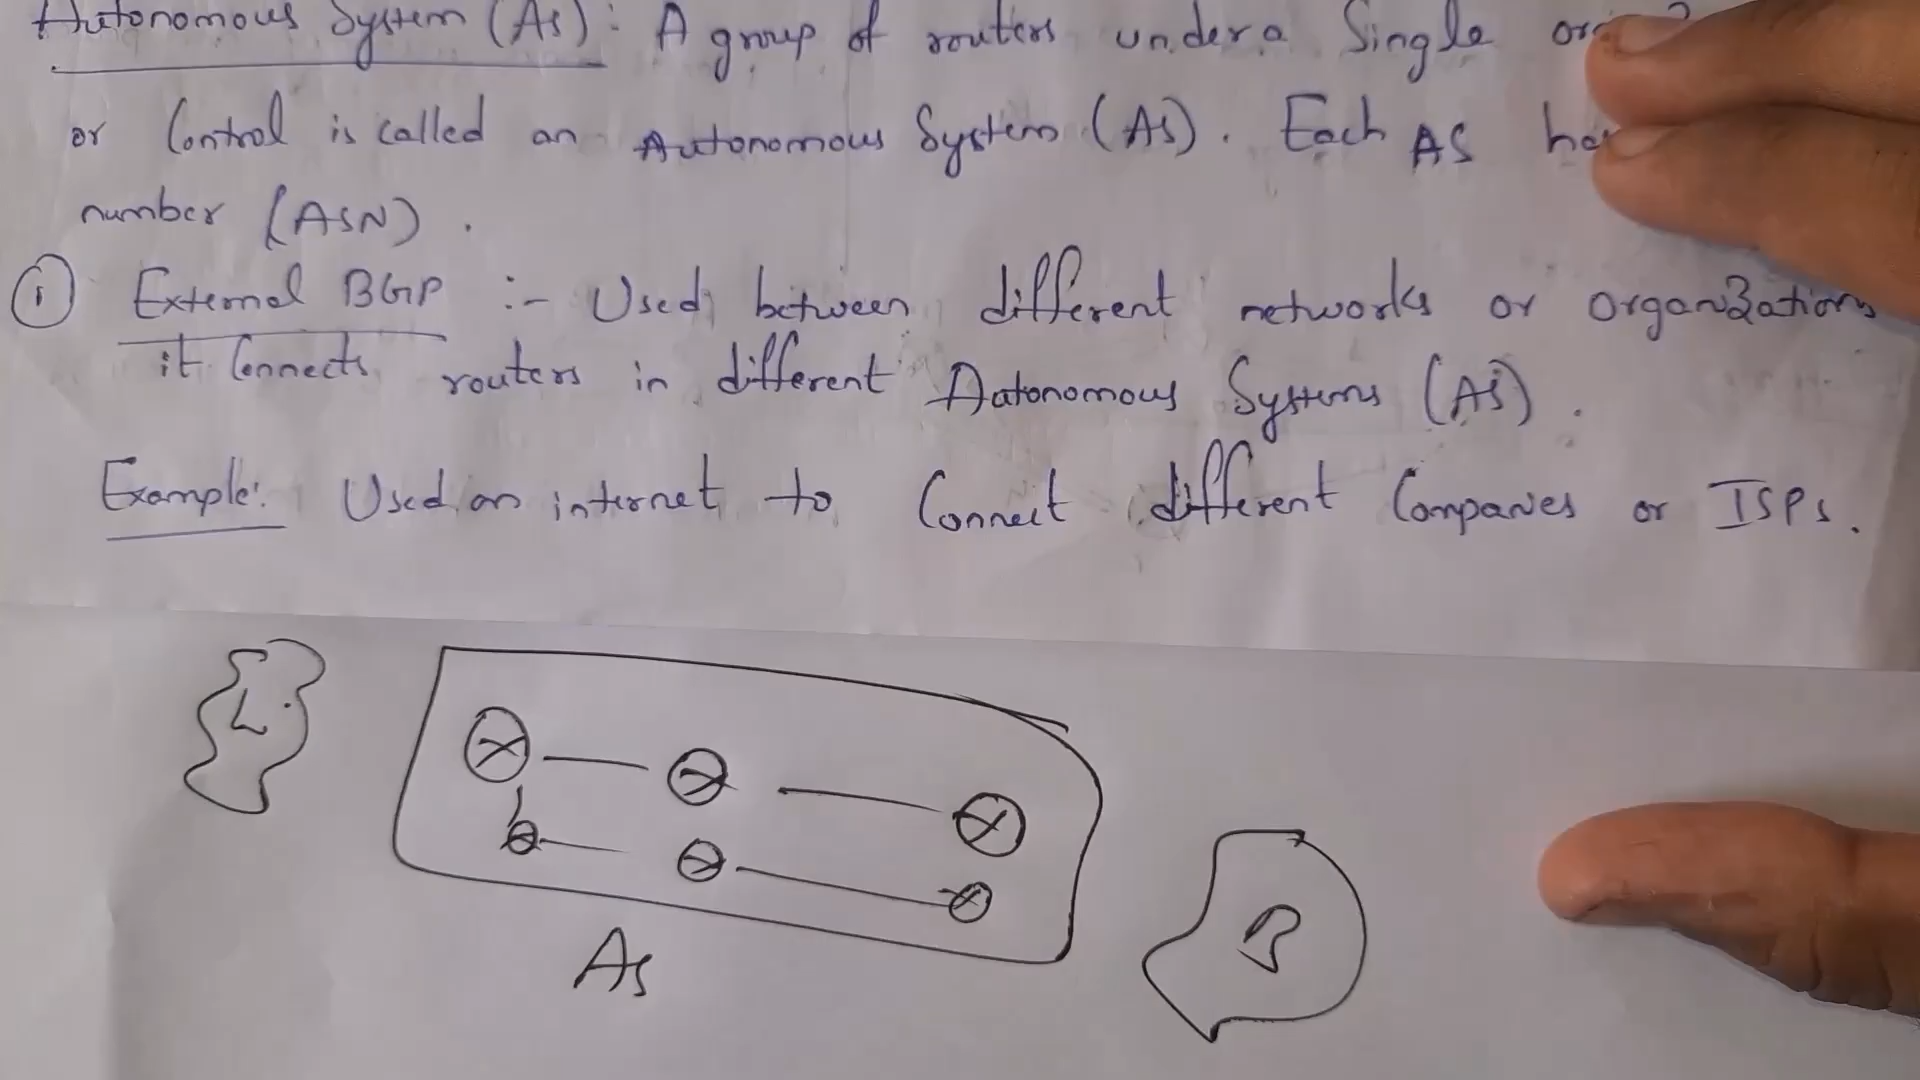 Autonomous System (AS): A group of routers under a Single
or Control is called an Autonomous System (AS). Each AS
number (ASN).
① External BGP :- Used between different networks or Organizations
it Connects routers in different Autonomous Systems (AS).
Example: Used on internet to Connect different Companies or ISPs.
L
B
AS